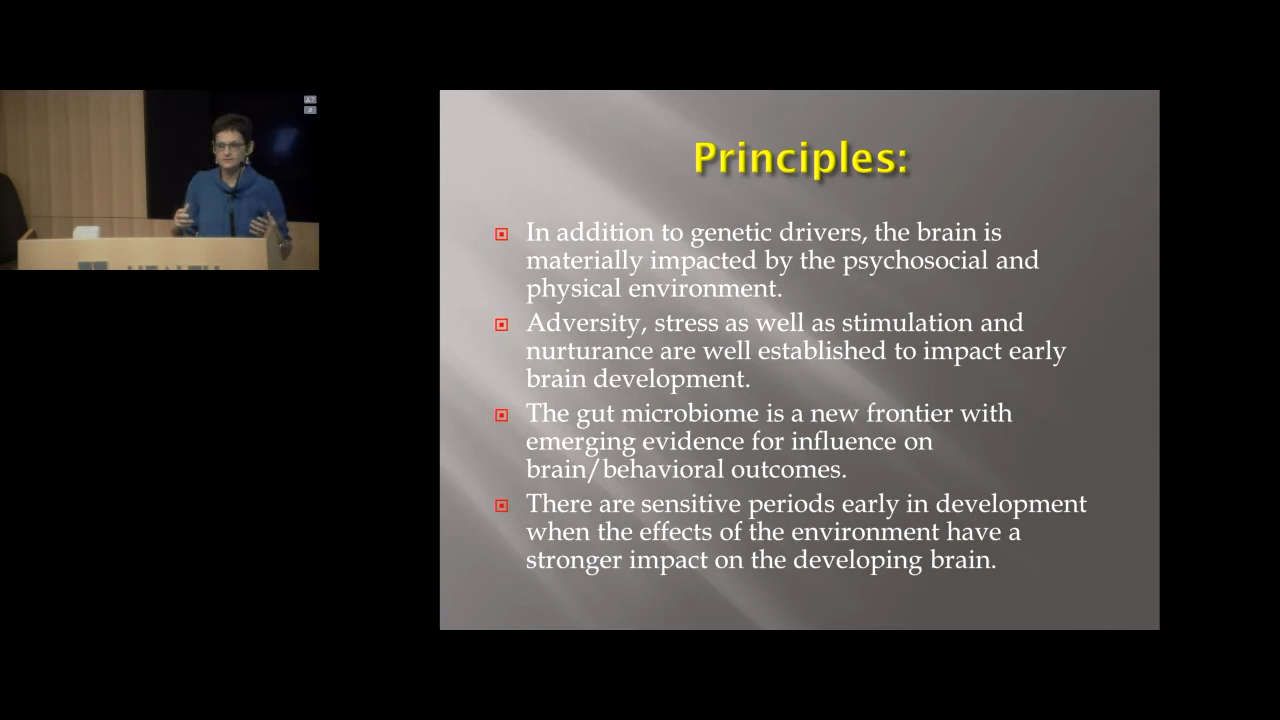 Principles:
In addition to genetic drivers, the brain is
materially impacted by the psychosocial and
physical environment.
Adversity, stress as well as stimulation and
nurturance are well established to impact early
brain development.
The gut microbiome is a new frontier with
emerging evidence for influence on
brain/behavioral outcomes.
There are sensitive periods early in development
when the effects of the environment have a
stronger impact on the developing brain.